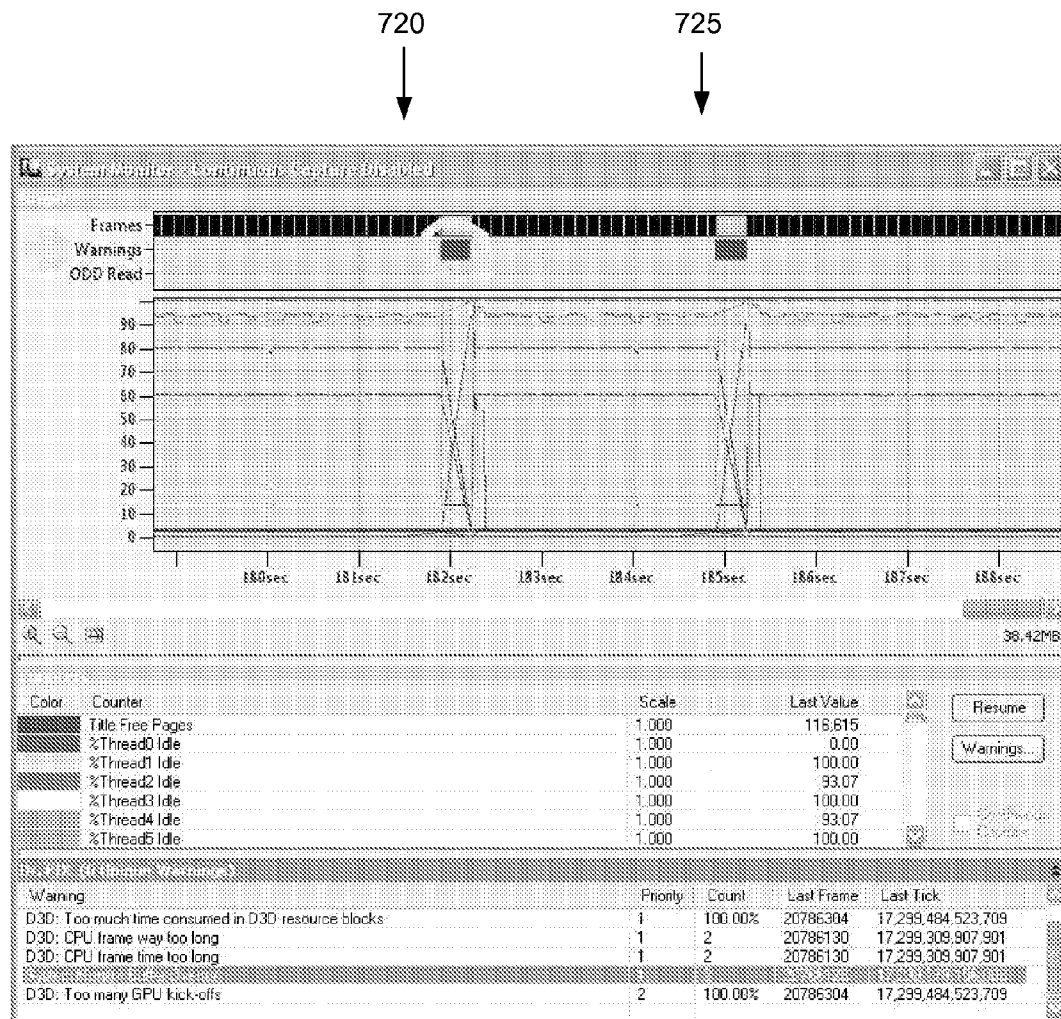 720 725
System Monitor - Continuous Capture Disabled
Frames
Warnings
ODD Read
90
80
70
60
50
40
30
20
10
0
180sec 181sec 182sec 183sec 184sec 185sec 186sec 187sec 188sec
38.42MB
Color Counter Scale Last Value
Resume
Title Free Pages 1.000 116,615
%Thread0 Idle 1.000 0.00
Warnings...
%Thread1 Idle 1.000 100.00
%Thread2 Idle 1.000 93.07
%Thread3 Idle 1.000 100.00
%Thread4 Idle 1.000 93.07
%Thread5 Idle 1.000 100.00
Warning Priority Count Last Frame Last Tick
D3D: Too much time consumed in D3D resource blocks 1 100.00% 20786304 17,299,484,523,709
D3D: CPU frame way too long 1 2 20786130 17,299,309,907,901
D3D: CPU frame time too long 1 2 20786130 17,299,309,907,901
D3D: Too many GPU kick-offs 2 100.00% 20786304 17,299,484,523,709